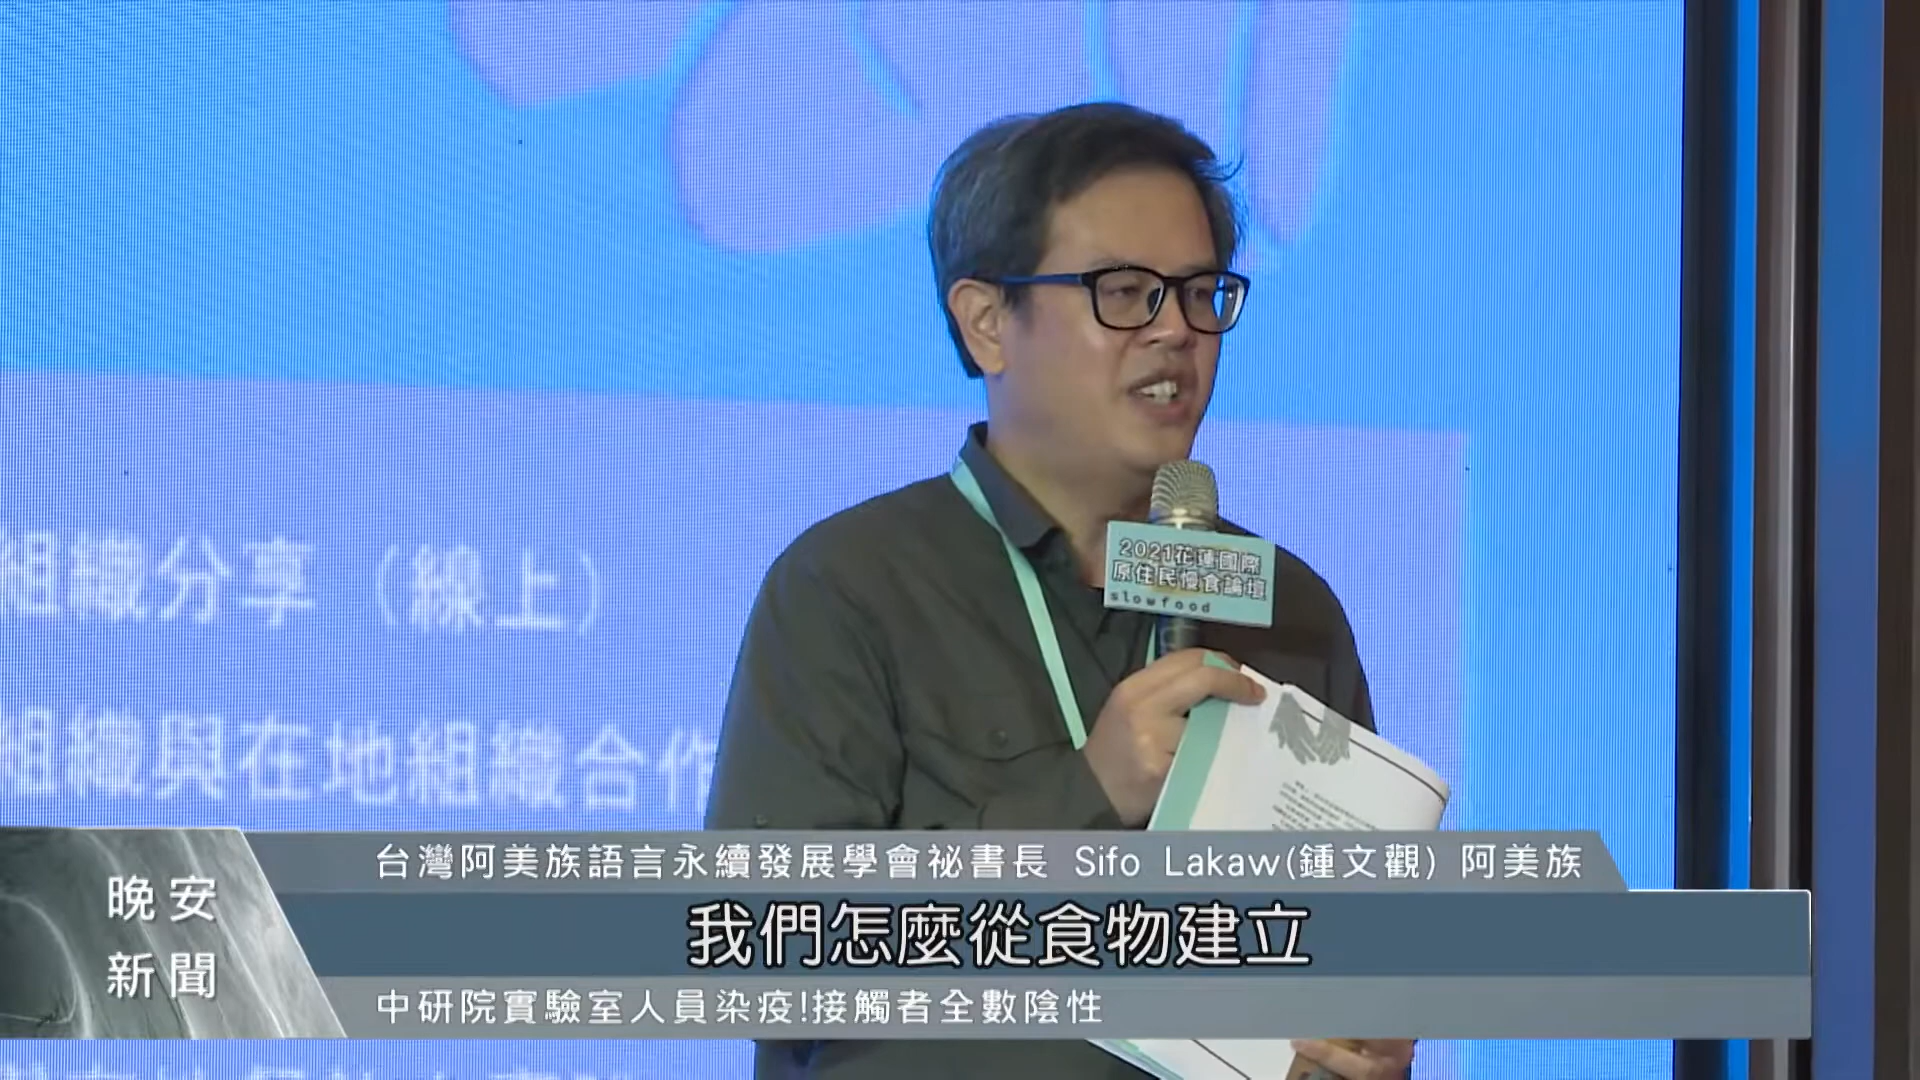 組織分享（線上）
組織與在地組織合作
2021花蓮國際
原住民慢食論壇
slowfood
台灣阿美族語言永續發展學會祕書長 Sifo Lakaw(鍾文觀) 阿美族
晚安
新聞
我們怎麼從食物建立
中研院實驗室人員染疫!接觸者全數陰性